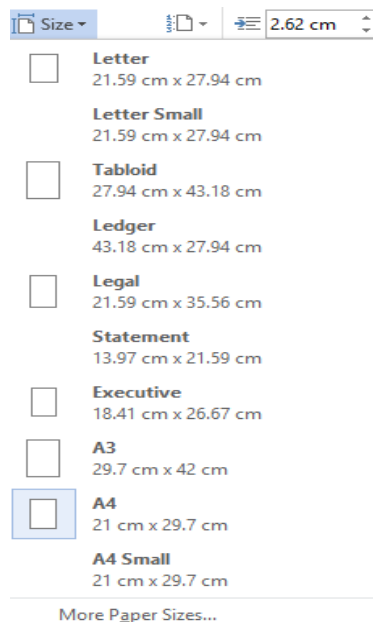 Size
2.62 cm
Letter
21.59 cm x 27.94 cm
Letter Small
21.59 cm x 27.94 cm
Tabloid
27.94 cm x 43.18 cm
Ledger
43.18 cm x 27.94 cm
Legal
21.59 cm x 35.56 cm
Statement
13.97 cm x 21.59 cm
Executive
18.41 cm x 26.67 cm
A3
29.7 cm x 42 cm
A4
21 cm x 29.7 cm
A4 Small
21 cm x 29.7 cm
More Paper Sizes...